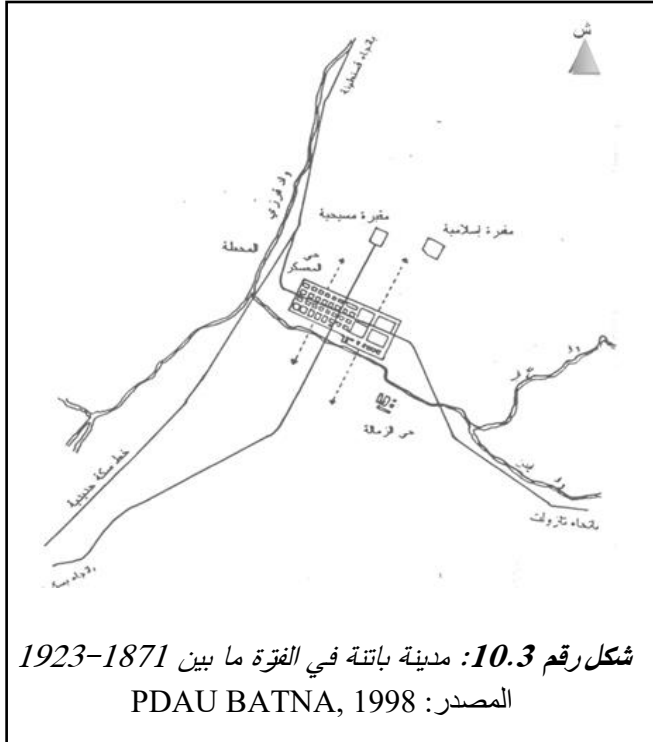 ش
باتجاه قسنطينة
واد قرزي
مقبرة مسيحية
مقبرة إسلامية
المحطة
حي
المعسكر
حي الزمالة
خط سكة حديدية
باتجاه تازولت
باتجاه
شكل رقم 10.3: مدينة باتنة في الفترة ما بين 1871-1923
المصدر: PDAU BATNA, 1998